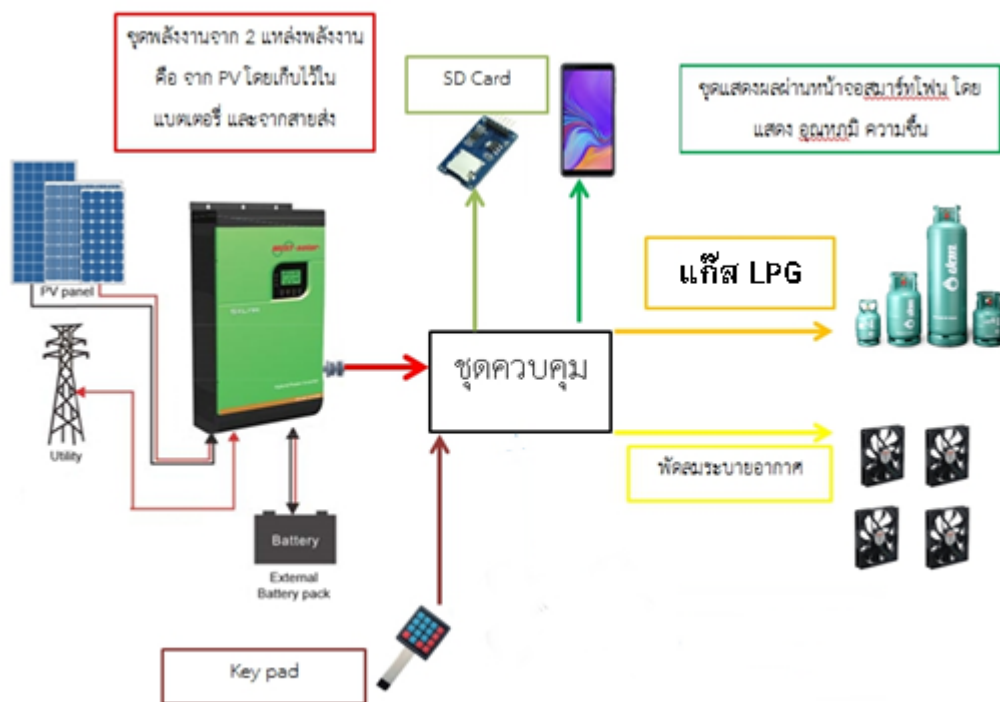 ชุดพลังงานจาก 2 แหล่งพลังงาน
คือ จาก PV โดยเก็บไว้ใน
แบตเตอรี่ และจากสายส่ง
SD Card
ชุดแสดงผลผ่านหน้าจอสมาร์ทโฟน โดย
แสดง อุณหภูมิ ความชื้น
PV panel
แก๊ส LPG
ชุดควบคุม
Utility
พัดลมระบายอากาศ
Battery
External
Battery pack
Key pad